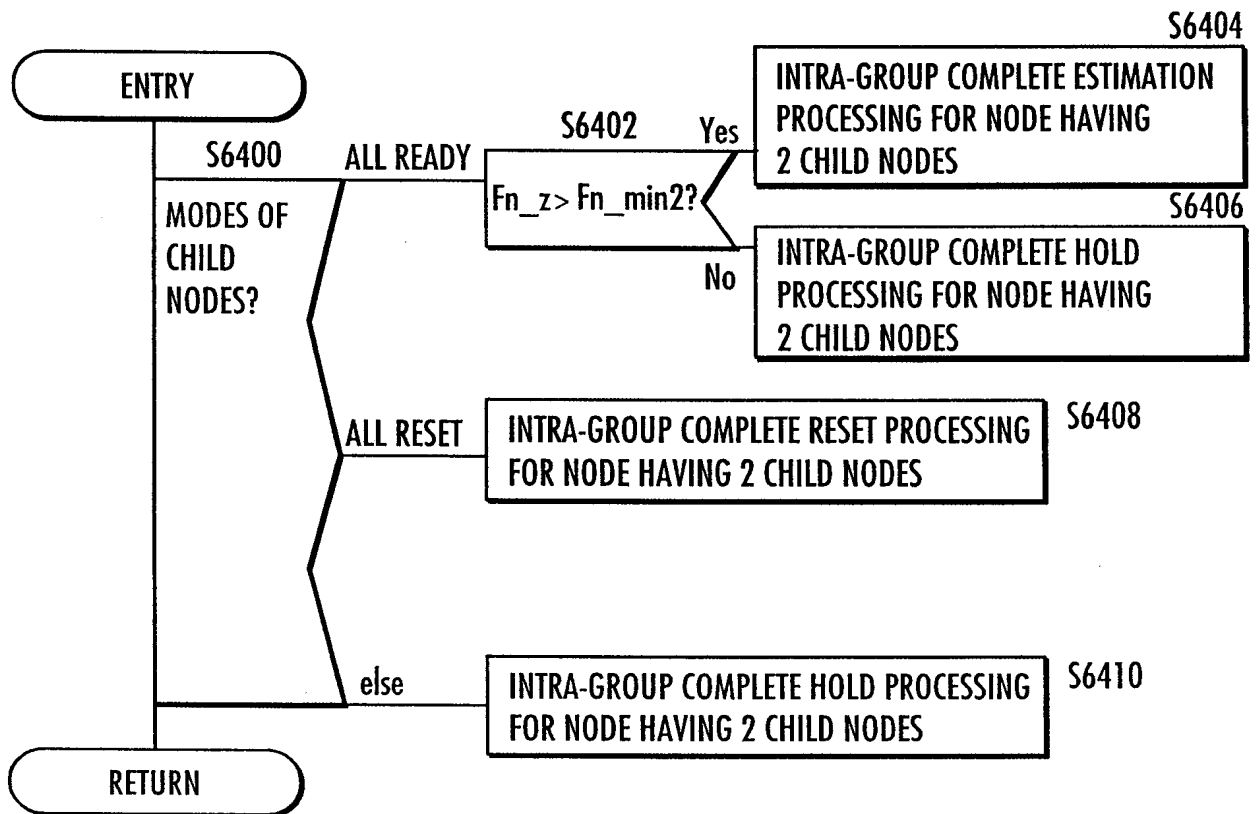 ENTRY
S6400
MODES OF
CHILD
NODES?
ALL READY
S6402
Fn_z> Fn_min2?
Yes
S6404
INTRA-GROUP COMPLETE ESTIMATION
PROCESSING FOR NODE HAVING
2 CHILD NODES
No
S6406
INTRA-GROUP COMPLETE HOLD
PROCESSING FOR NODE HAVING
2 CHILD NODES
ALL RESET
S6408
INTRA-GROUP COMPLETE RESET PROCESSING
FOR NODE HAVING 2 CHILD NODES
else
S6410
INTRA-GROUP COMPLETE HOLD PROCESSING
FOR NODE HAVING 2 CHILD NODES
RETURN